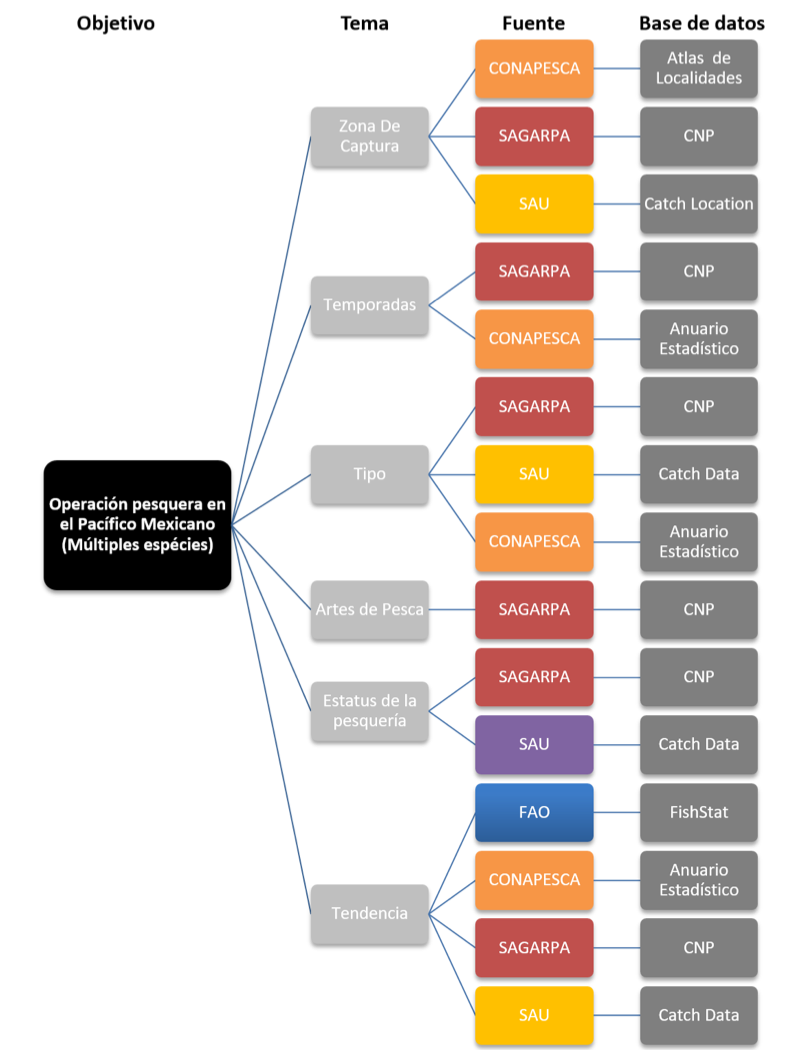 Objetivo
Tema
Fuente
Base de datos
Operación pesquera en
el Pacífico Mexicano
(Múltiples espécies)
Zona De
Captura
CONAPESCA
Atlas de
Localidades
SAGARPA
CNP
SAU
Catch Location
Temporadas
SAGARPA
CNP
CONAPESCA
Anuario
Estadístico
Tipo
SAGARPA
CNP
SAU
Catch Data
CONAPESCA
Anuario
Estadístico
Artes de Pesca
SAGARPA
CNP
Estatus de la
pesquería
SAGARPA
CNP
SAU
Catch Data
Tendencia
FAO
FishStat
CONAPESCA
Anuario
Estadístico
SAGARPA
CNP
SAU
Catch Data